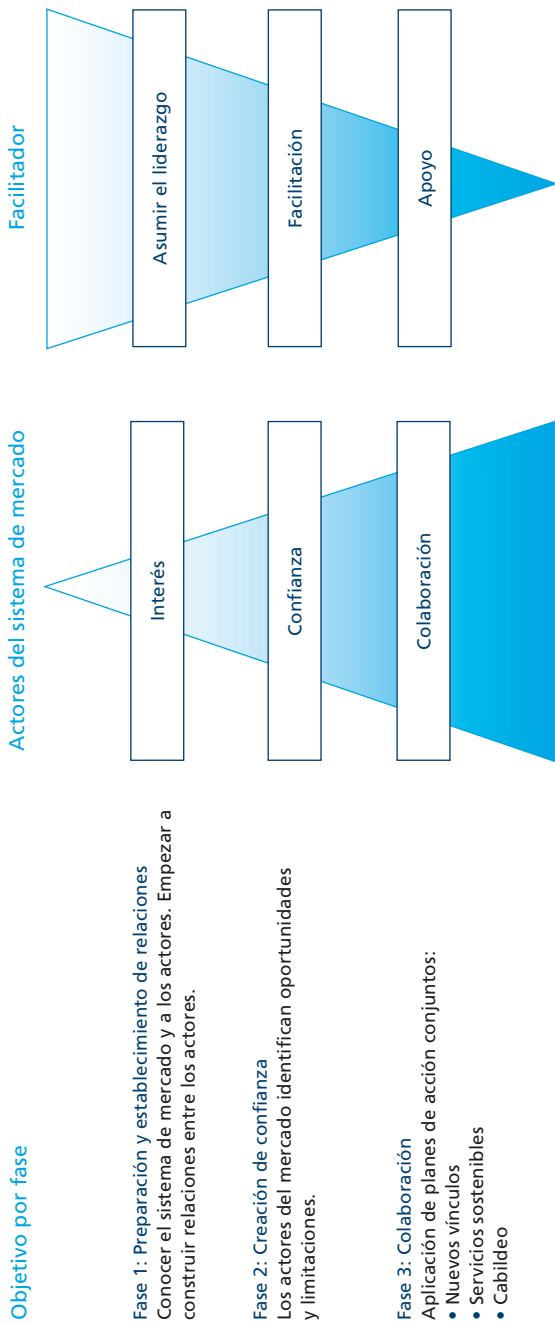 Objetivo por fase
Actores del sistema de mercado
Facilitador
Fase 1: Preparación y establecimiento de relaciones
Conocer el sistema de mercado y a los actores. Empezar a
construir relaciones entre los actores.
Interés
Asumir el liderazgo
Fase 2: Creación de confianza
Los actores del mercado identifican oportunidades
y limitaciones.
Confianza
Facilitación
Fase 3: Colaboración
Aplicación de planes de acción conjuntos:
• Nuevos vínculos
• Servicios sostenibles
• Cabildeo
Colaboración
Apoyo